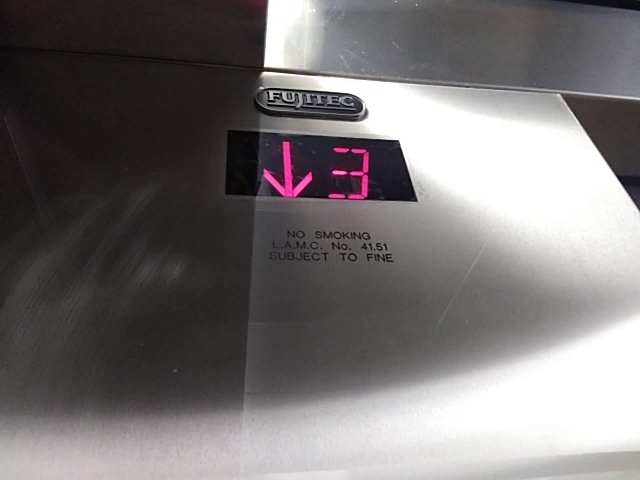 FUJITEC
↓ 3
NO SMOKING
L.A.M.C. No. 41.51
SUBJECT TO FINE